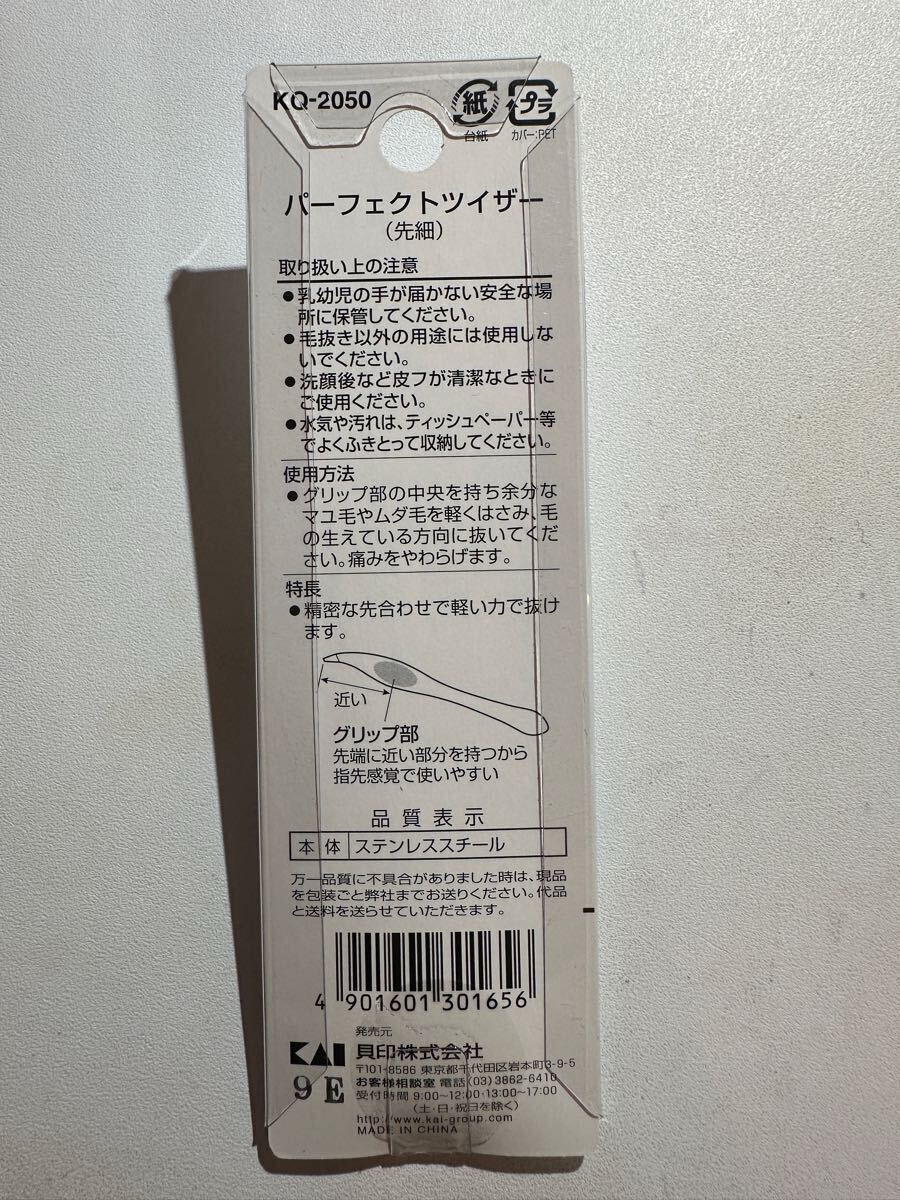 KQ-2050
紙
プラ
台紙
カバー:PET
パーフェクトツイザー
(先細)
取り扱い上の注意
●乳幼児の手が届かない安全な場
所に保管してください。
●毛抜き以外の用途には使用しな
いでください。
●洗顔後など皮フが清潔なときに
ご使用ください。
●水気や汚れは、ティッシュペーパー等
でよくふきとって収納してください。
使用方法
●グリップ部の中央を持ち余分な
マユ毛やムダ毛を軽くはさみ、毛
の生えている方向に抜いてくだ
さい。痛みをやわらげます。
特長
●精密な先合わせで軽い力で抜け
ます。
近い
グリップ部
先端に近い部分を持つから
指先感覚で使いやすい
品質表示
本体 ステンレススチール
万一品質に不具合がありました時は、現品
を包装ごと弊社までお送りください。代品
と送料を送らせていただきます。
4 901601 301656
発売元
KAI 貝印株式会社
〒101-8586 東京都千代田区岩本町3-9-5
お客様相談室 電話(03)3862-6410
受付時間 9:00~12:00・13:00~17:00
(土・日・祝日を除く)
http://www.kai-group.com
MADE IN CHINA
9 E